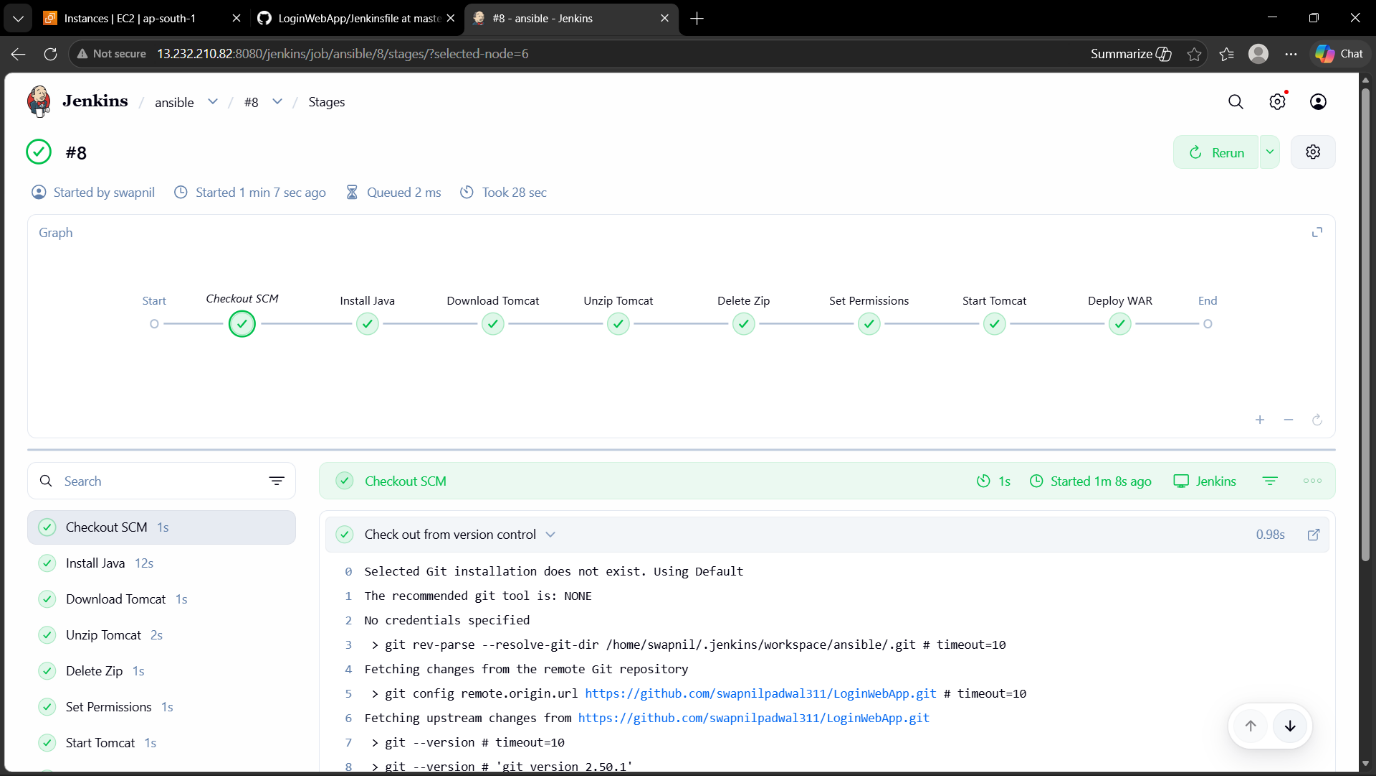 Instances | EC2 | ap-south-1
LoginWebApp/Jenkinsfile at maste
#8 - ansible - Jenkins
Not secure 13.232.210.82:8080/jenkins/job/ansible/8/stages/?selected-node=6
Summarize
Chat
Jenkins / ansible / #8 / Stages
#8
Rerun
Started by swapnil
Started 1 min 7 sec ago
Queued 2 ms
Took 28 sec
Graph
Start
Checkout SCM
Install Java
Download Tomcat
Unzip Tomcat
Delete Zip
Set Permissions
Start Tomcat
Deploy WAR
End
Search
Checkout SCM 1s
Install Java 12s
Download Tomcat 1s
Unzip Tomcat 2s
Delete Zip 1s
Set Permissions 1s
Start Tomcat 1s
Checkout SCM
1s
Started 1m 8s ago
Jenkins
Check out from version control
0.98s
0 Selected Git installation does not exist. Using Default
1 The recommended git tool is: NONE
2 No credentials specified
3 > git rev-parse --resolve-git-dir /home/swapnil/.jenkins/workspace/ansible/.git # timeout=10
4 Fetching changes from the remote Git repository
5 > git config remote.origin.url https://github.com/swapnilpadwal311/LoginWebApp.git # timeout=10
6 Fetching upstream changes from https://github.com/swapnilpadwal311/LoginWebApp.git
7 > git --version # timeout=10
8 > git --version # 'git version 2.50.1'